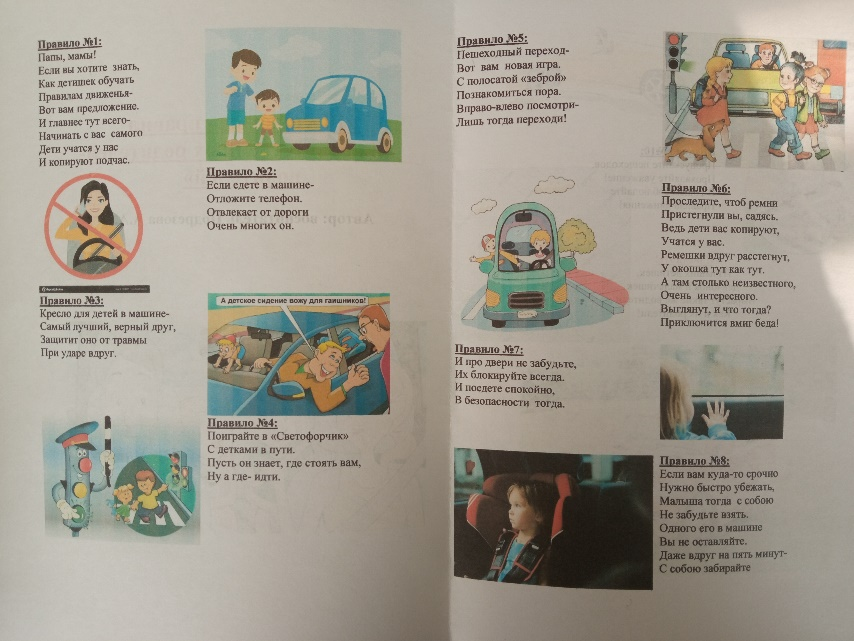 Правило №1:
Папы, мамы!
Если вы хотите знать,
Как детишек обучать
Правилам движенья-
Вот вам предложение.
И главнее тут всего-
Начинать с вас самого
Дети учатся у нас
И копируют подчас.
Правило №2:
Если едете в машине-
Отложите телефон.
Отвлекает от дороги
Очень многих он.
Правило №3:
Кресло для детей в машине-
Самый лучший, верный друг,
Защитит оно от травмы
При ударе вдруг.
А детское сидение вожу для гаишников!
Правило №4:
Поиграйте в «Светофорчик»
С детками в пути.
Пусть он знает, где стоять вам,
Ну а где- идти.
Правило №5:
Пешеходный переход-
Вот вам новая игра.
С полосатой «зеброй»
Познакомиться пора.
Вправо-влево посмотри-
Лишь тогда переходи!
Правило №6:
Проследите, чтоб ремни
Пристегнули вы, садясь.
Ведь дети вас копируют,
Учатся у вас.
Ремешки вдруг расстегнут,
У окошка тут как тут.
А там столько неизвестного,
Очень интересного.
Выглянут, и что тогда?
Приключится вмиг беда!
Правило №7:
И про двери не забудьте,
Их блокируйте всегда.
И поедете спокойно,
В безопасности тогда.
Правило №8:
Если вам куда-то срочно
Нужно быстро убежать,
Малыша тогда с собою
Не забудьте взять.
Одного его в машине
Вы не оставляйте.
Даже вдруг на пять минут-
С собою забирайте